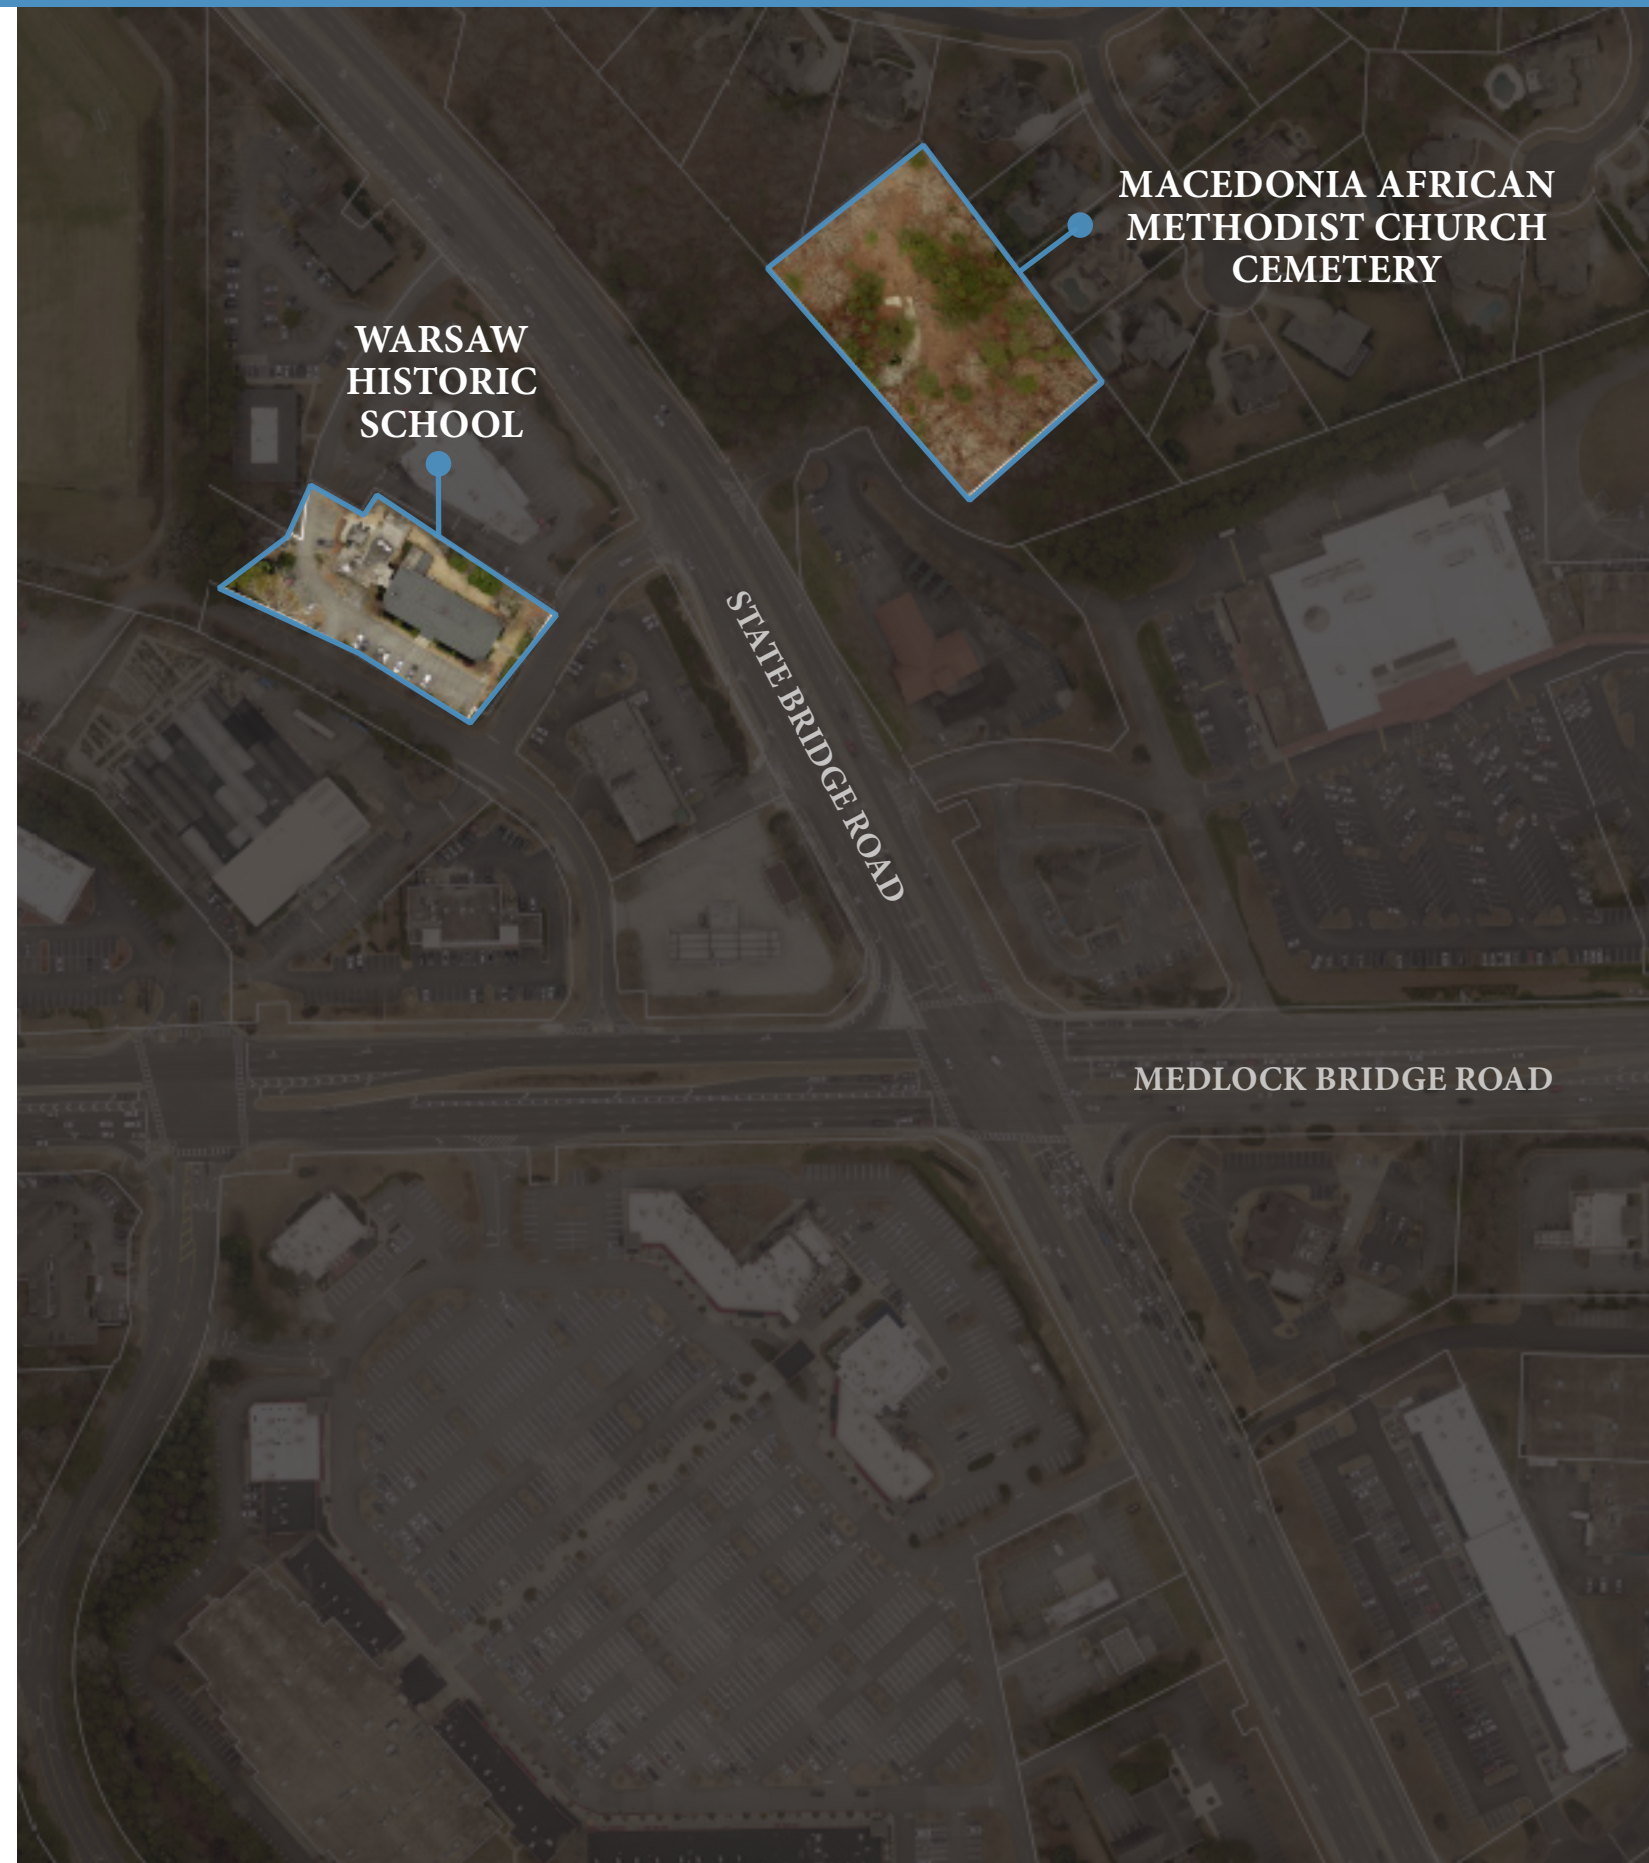 MACEDONIA AFRICAN
METHODIST CHURCH
CEMETERY
WARSAW
HISTORIC
SCHOOL
STATE BRIDGE ROAD
MEDLOCK BRIDGE ROAD